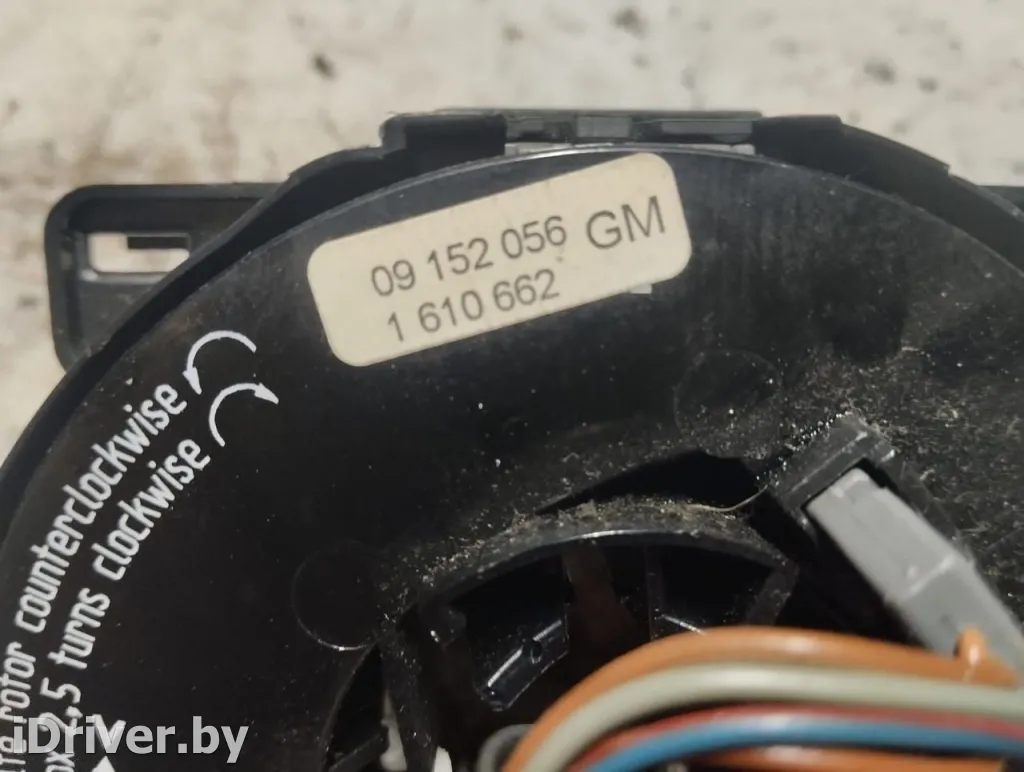 09 152 056 GM
1 610 662
rotor counterclockwise
2,5 turns clockwise
iDriver.by